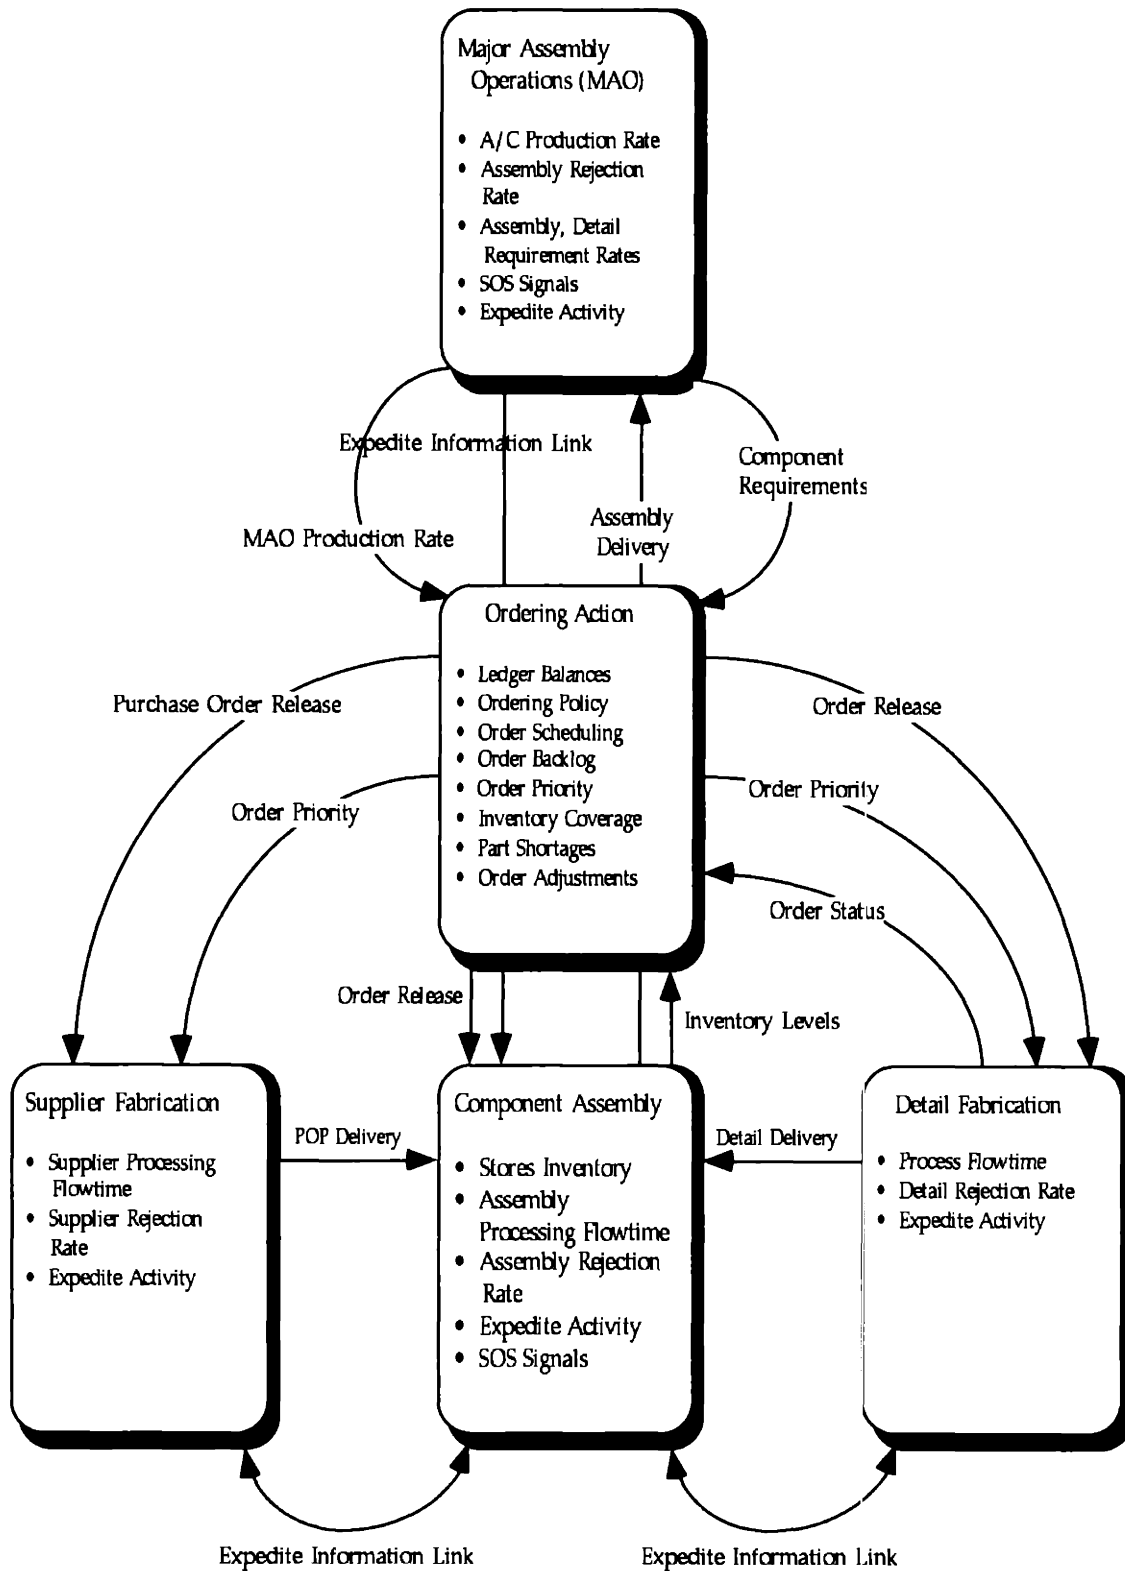 Major Assembly
Operations (MAO)
• A/C Production Rate
• Assembly Rejection
Rate
• Assembly, Detail
Requirement Rates
• SOS Signals
• Expedite Activity
Expedite Information Link
Component
Requirements
MAO Production Rate
Assembly
Delivery
Ordering Action
• Ledger Balances
• Ordering Policy
• Order Scheduling
• Order Backlog
• Order Priority
• Inventory Coverage
• Part Shortages
• Order Adjustments
Purchase Order Release
Order Release
Order Priority
Order Priority
Order Status
Order Release
Inventory Levels
Supplier Fabrication
• Supplier Processing
Flowtime
• Supplier Rejection
Rate
• Expedite Activity
POP Delivery
Component Assembly
• Stores Inventory
• Assembly
Processing Flowtime
• Assembly Rejection
Rate
• Expedite Activity
• SOS Signals
Detail Delivery
Detail Fabrication
• Process Flowtime
• Detail Rejection Rate
• Expedite Activity
Expedite Information Link
Expedite Information Link